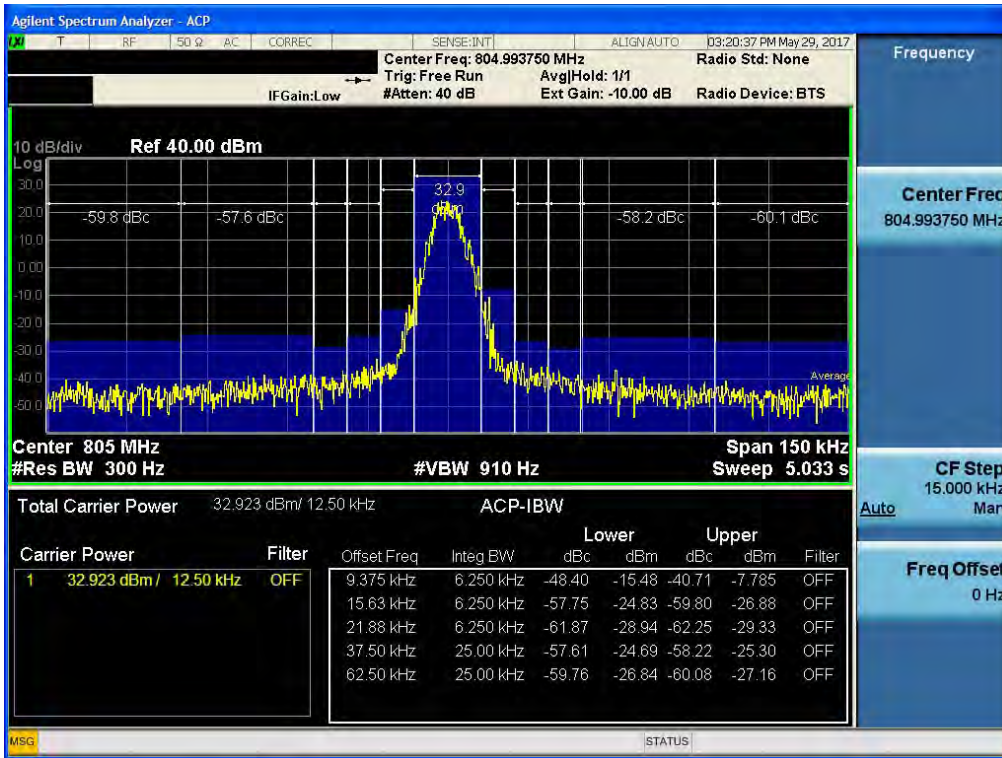 Agilent Spectrum Analyzer - ACP
LXI T RF 50 Ω AC CORREC SENSE:INT ALIGN AUTO 03:20:37 PM May 29, 2017
Center Freq: 804.993750 MHz Radio Std: None
Trig: Free Run Avg|Hold: 1/1
IFGain:Low #Atten: 40 dB Ext Gain: -10.00 dB Radio Device: BTS
10 dB/div Ref 40.00 dBm
Log
30.0
20.0
10.0
0.00
-10.0
-20.0
-30.0
-40.0
-50.0
32.9
-59.8 dBc -57.6 dBc -58.2 dBc -60.1 dBc
Average
Center 805 MHz Span 150 kHz
#Res BW 300 Hz #VBW 910 Hz Sweep 5.033 s
Total Carrier Power 32.923 dBm/ 12.50 kHz ACP-IBW
Lower Upper
Carrier Power Filter Offset Freq Integ BW dBc dBm dBc dBm Filter
1 32.923 dBm / 12.50 kHz OFF 9.375 kHz 6.250 kHz -48.40 -15.48 -40.71 -7.785 OFF
15.63 kHz 6.250 kHz -57.75 -24.83 -59.80 -26.88 OFF
21.88 kHz 6.250 kHz -61.87 -28.94 -62.25 -29.33 OFF
37.50 kHz 25.00 kHz -57.61 -24.69 -58.22 -25.30 OFF
62.50 kHz 25.00 kHz -59.76 -26.84 -60.08 -27.16 OFF
MSG STATUS
Frequency
Center Freq
804.993750 MHz
CF Step
15.000 kHz
Auto Man
Freq Offset
0 Hz